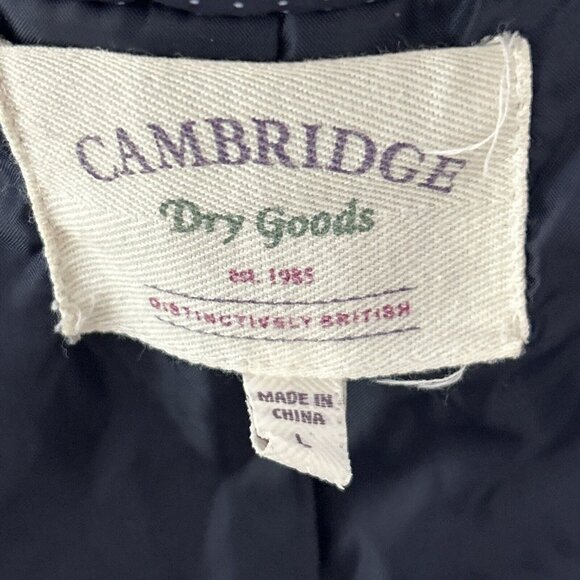 CAMBRIDGE
Dry Goods
est. 1985
DISTINCTIVELY BRITISH
MADE IN
CHINA
L